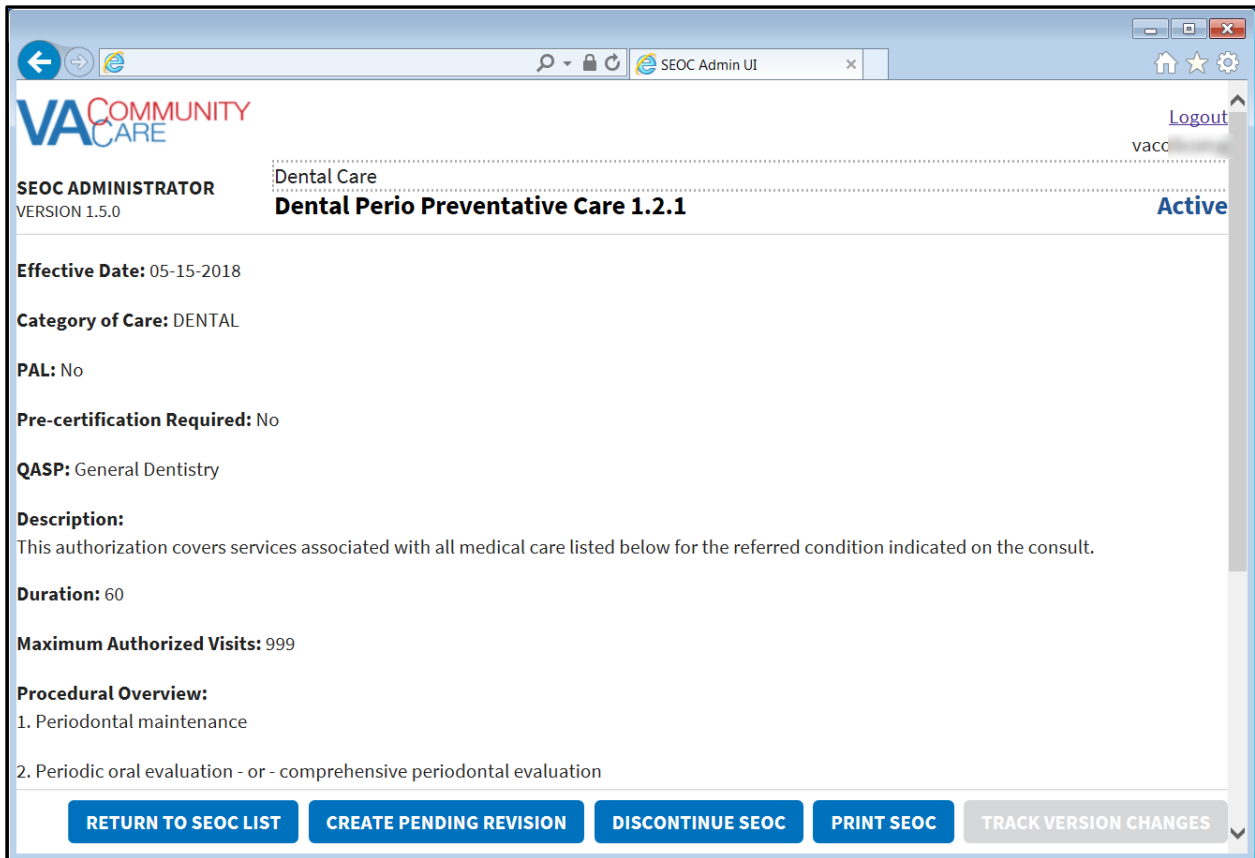 SEOC Admin UI
VA COMMUNITY CARE
Logout
vacc
SEOC ADMINISTRATOR
VERSION 1.5.0
Dental Care
Dental Perio Preventative Care 1.2.1
Active
Effective Date: 05-15-2018
Category of Care: DENTAL
PAL: No
Pre-certification Required: No
QASP: General Dentistry
Description:
This authorization covers services associated with all medical care listed below for the referred condition indicated on the consult.
Duration: 60
Maximum Authorized Visits: 999
Procedural Overview:
1. Periodontal maintenance
2. Periodic oral evaluation - or - comprehensive periodontal evaluation
RETURN TO SEOC LIST CREATE PENDING REVISION DISCONTINUE SEOC PRINT SEOC TRACK VERSION CHANGES